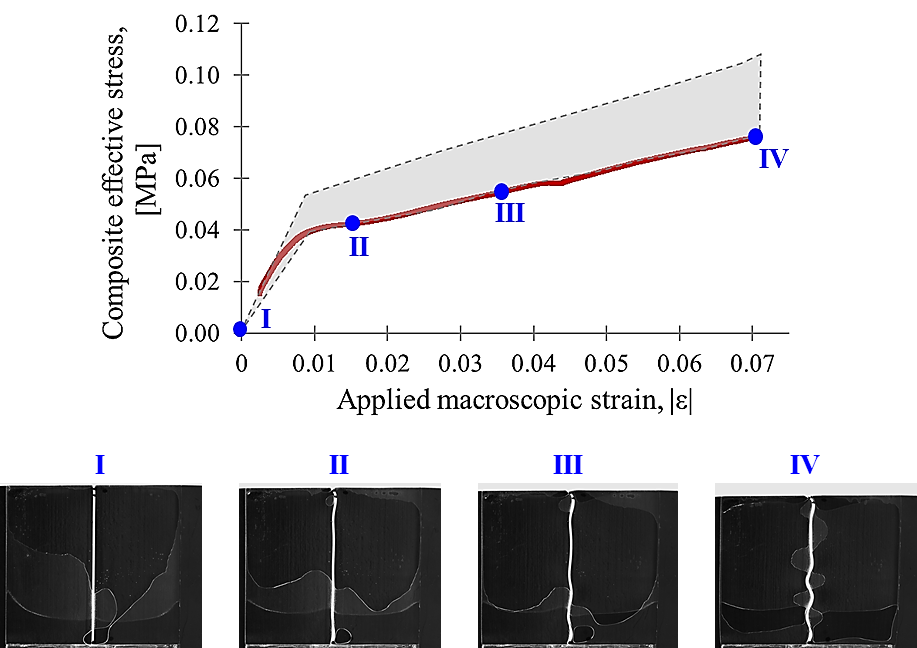 0.12
0.10
0.08
0.06
0.04
0.02
0.00
Composite effective stress,
[MPa]
I
II
III
IV
0 0.01 0.02 0.03 0.04 0.05 0.06 0.07
Applied macroscopic strain, |ε|
I II III IV